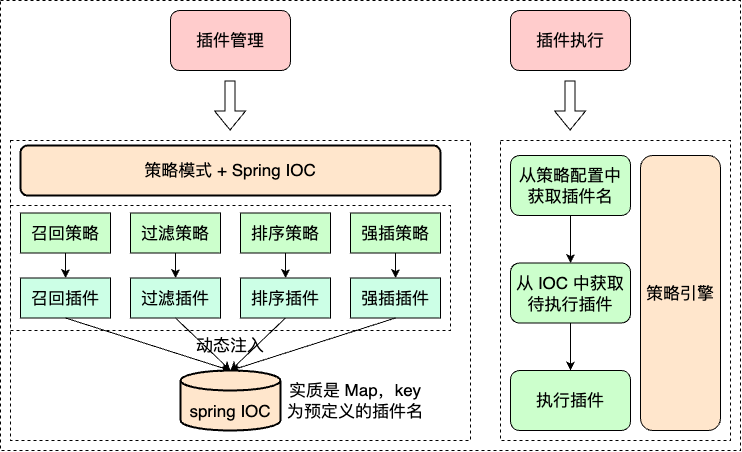 插件管理
插件执行
策略模式 + Spring IOC
召回策略
过滤策略
排序策略
强插策略
召回插件
过滤插件
排序插件
强插插件
动态注入
spring IOC
实质是 Map，key
为预定义的插件名
从策略配置中
获取插件名
从 IOC 中获取
待执行插件
执行插件
策略引擎